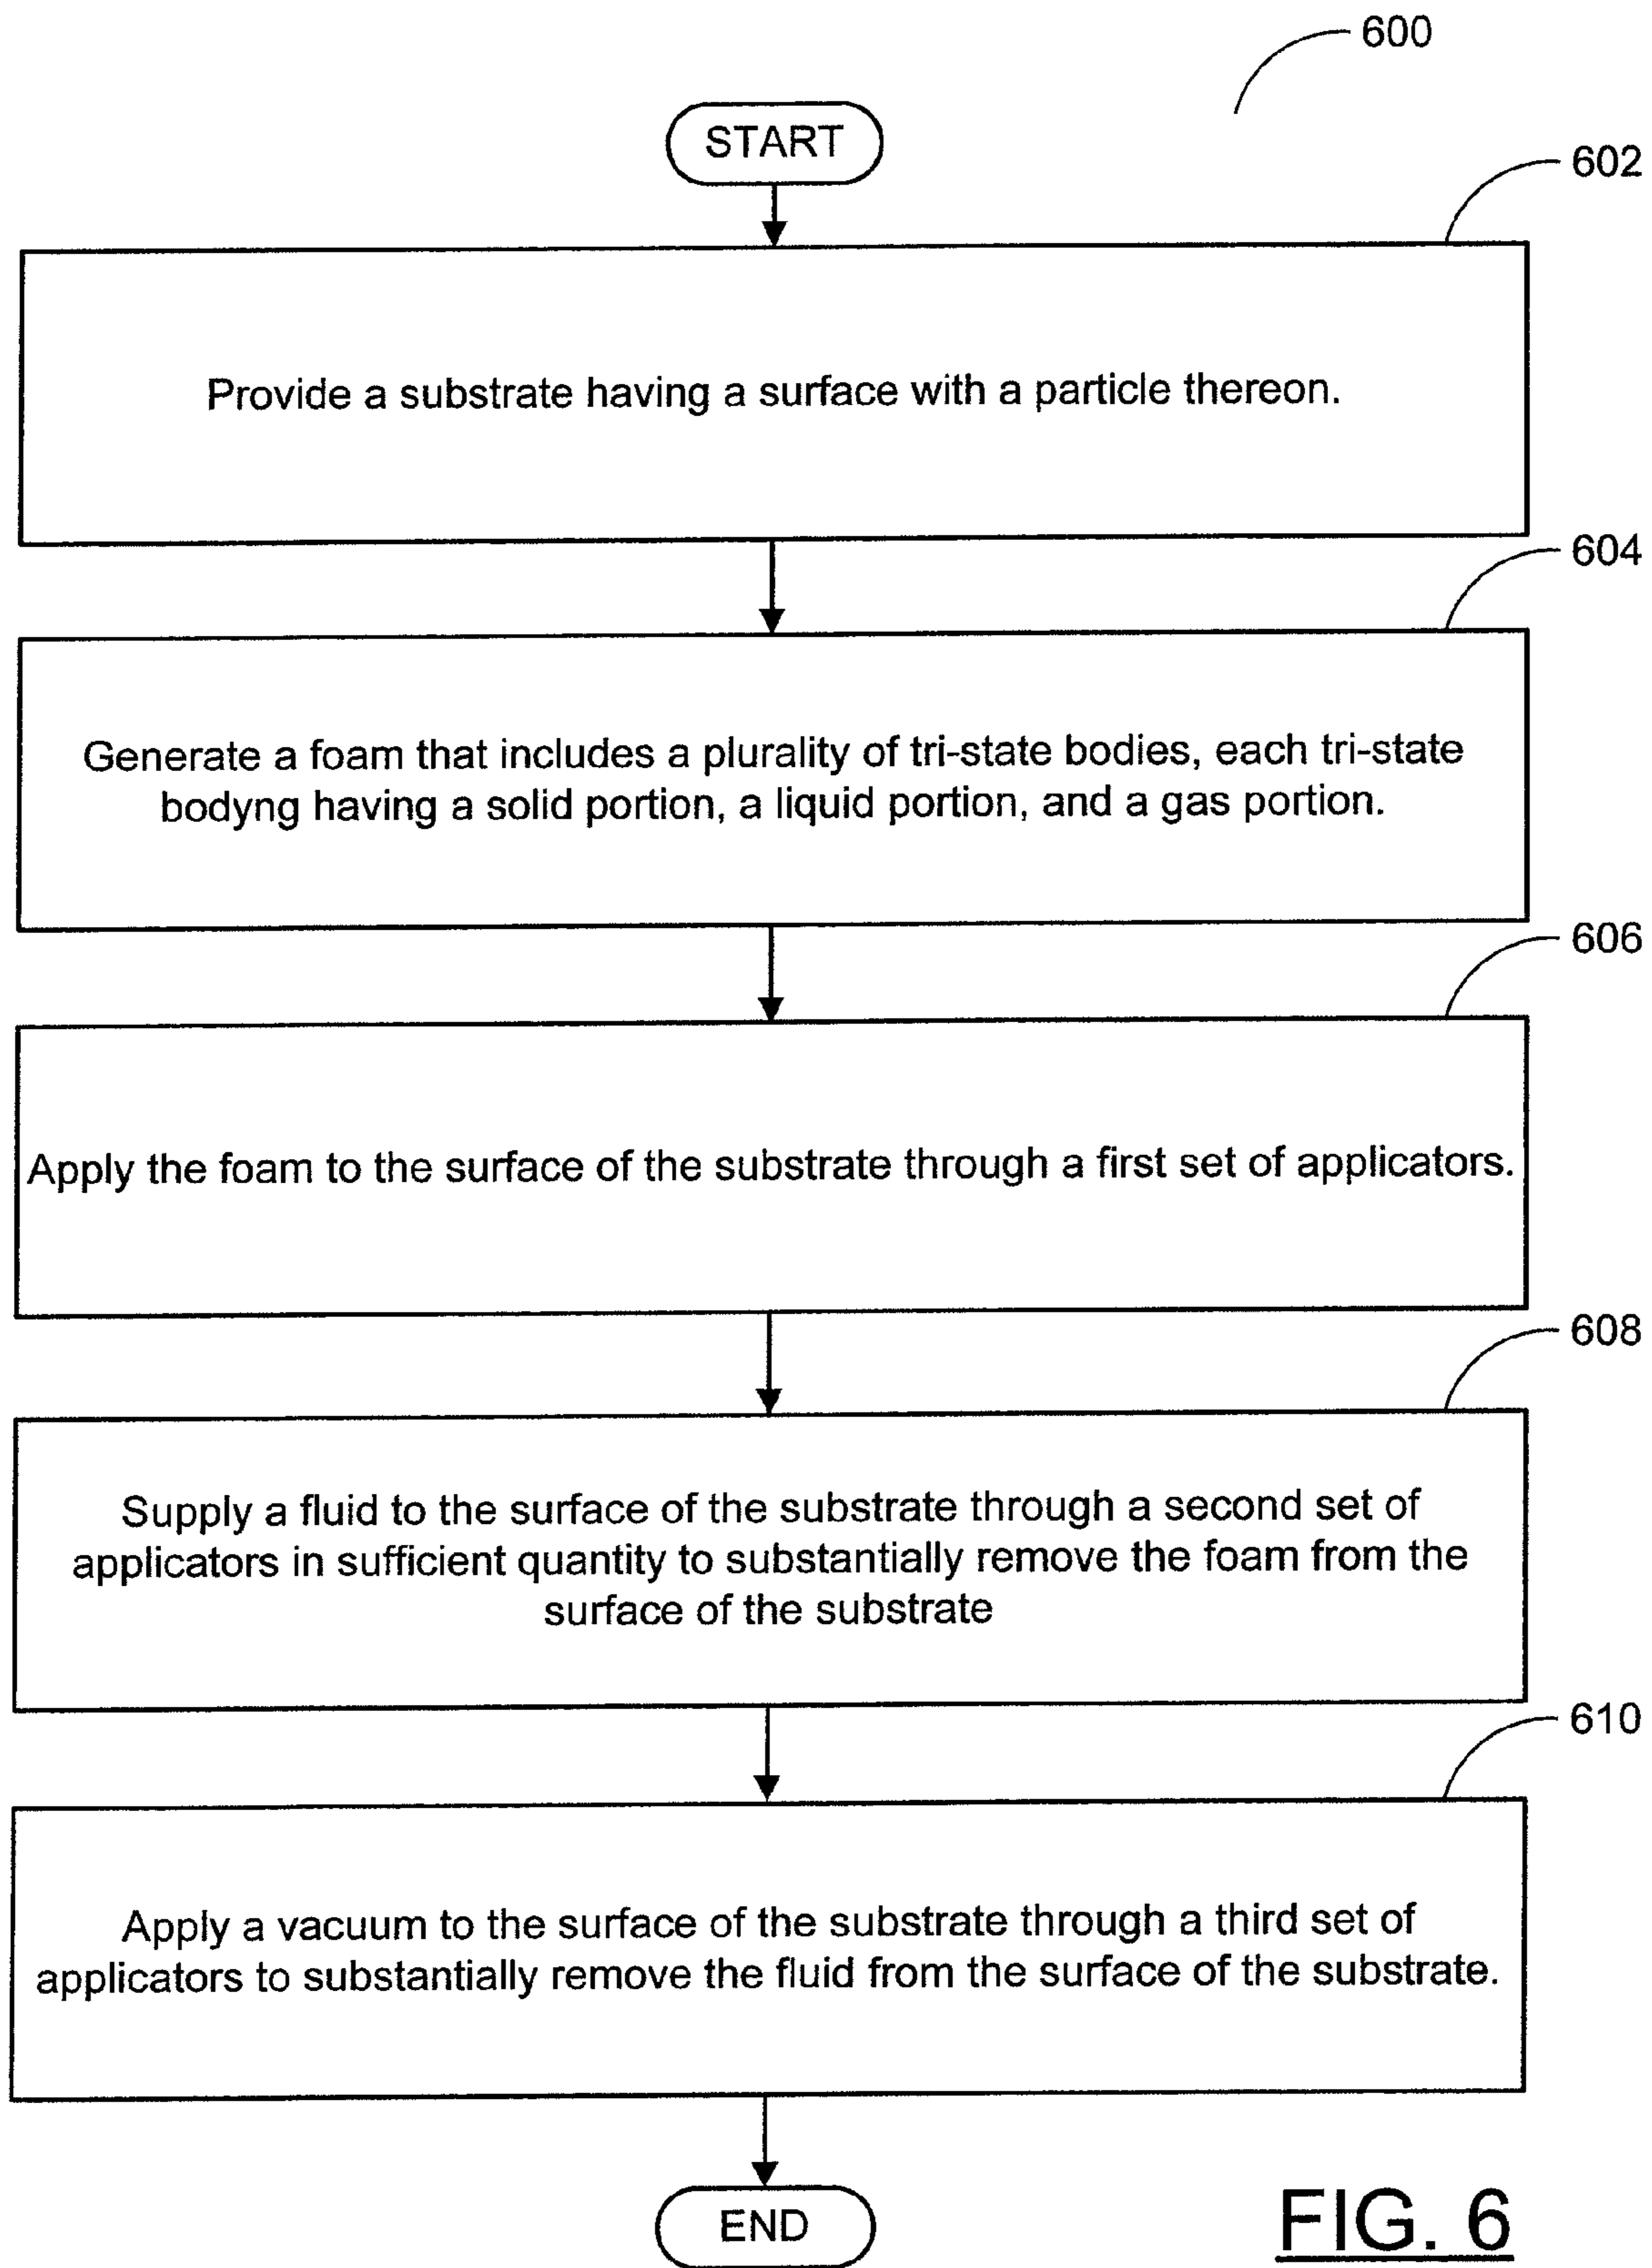 600
START
602
Provide a substrate having a surface with a particle thereon.
604
Generate a foam that includes a plurality of tri-state bodies, each tri-state
bodyng having a solid portion, a liquid portion, and a gas portion.
606
Apply the foam to the surface of the substrate through a first set of applicators.
608
Supply a fluid to the surface of the substrate through a second set of
applicators in sufficient quantity to substantially remove the foam from the
surface of the substrate
610
Apply a vacuum to the surface of the substrate through a third set of
applicators to substantially remove the fluid from the surface of the substrate.
END
FIG. 6